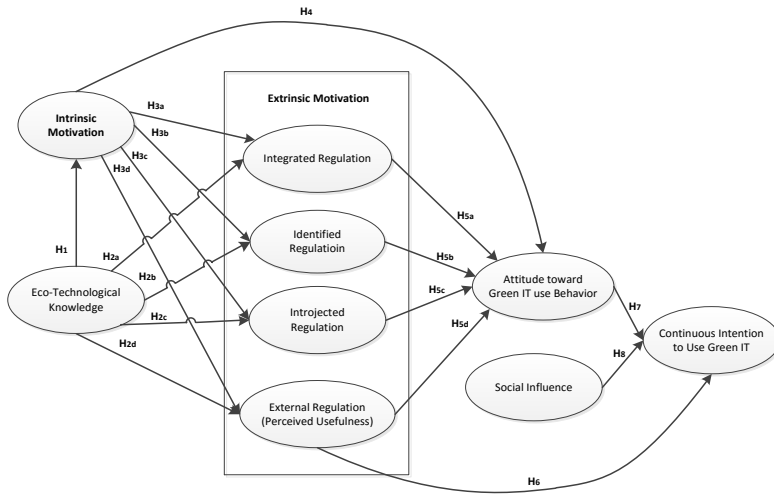 H4
Extrinsic Motivation
Intrinsic
Motivation
H3a
H3b
H3c
H3d
Integrated Regulation
H5a
H1
H2a
H2b
H2c
H2d
Identified
Regulatioin
H5b
H5c
H5d
Eco-Technological
Knowledge
Introjected
Regulation
Attitude toward
Green IT use Behavior
H7
H8
Continuous Intention
to Use Green IT
Social Influence
External Regulation
(Perceived Usefulness)
H6